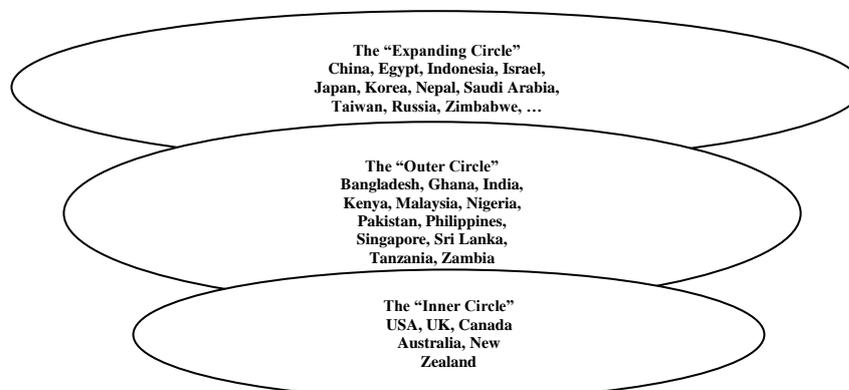 The “Expanding Circle”
China, Egypt, Indonesia, Israel,
Japan, Korea, Nepal, Saudi Arabia,
Taiwan, Russia, Zimbabwe, …
The “Outer Circle”
Bangladesh, Ghana, India,
Kenya, Malaysia, Nigeria,
Pakistan, Philippines,
Singapore, Sri Lanka,
Tanzania, Zambia
The “Inner Circle”
USA, UK, Canada
Australia, New
Zealand